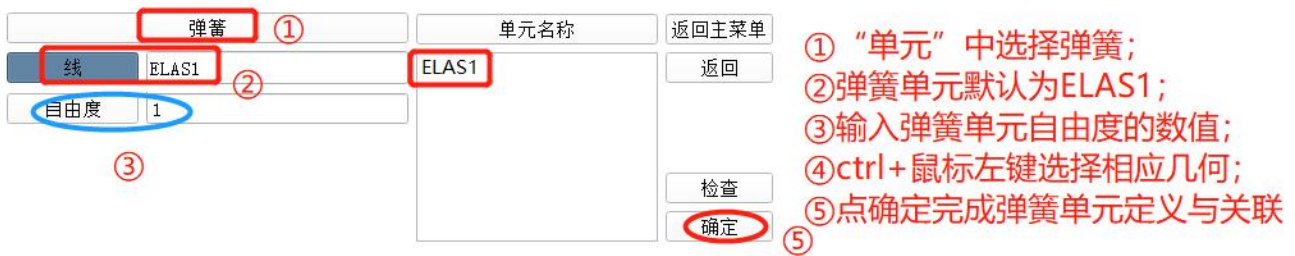 弹簧 ① 单元名称 返回主菜单
线 ELAS1 ② ELAS1 返回
自由度 1
③
检查
确定 ⑤
①“单元”中选择弹簧；
②弹簧单元默认为ELAS1；
③输入弹簧单元自由度的数值；
④ctrl+鼠标左键选择相应几何；
⑤点确定完成弹簧单元定义与关联